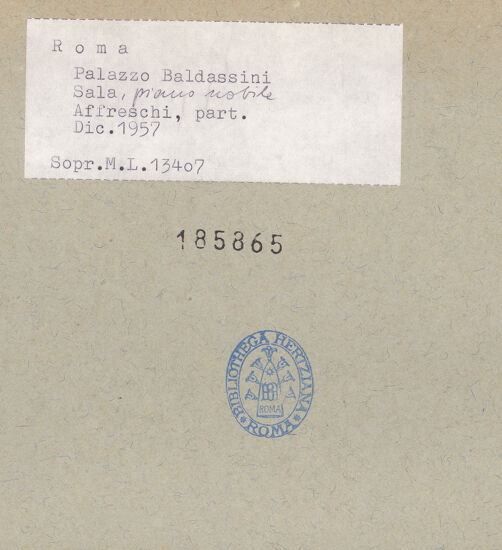 R o m a
Palazzo Baldassini
Sala, piano nobile
Affreschi, part.
Dic.1957
Sopr.M.L.13407
185865
BIBLIOTHECA HERTZIANA
ROMA
ROMA